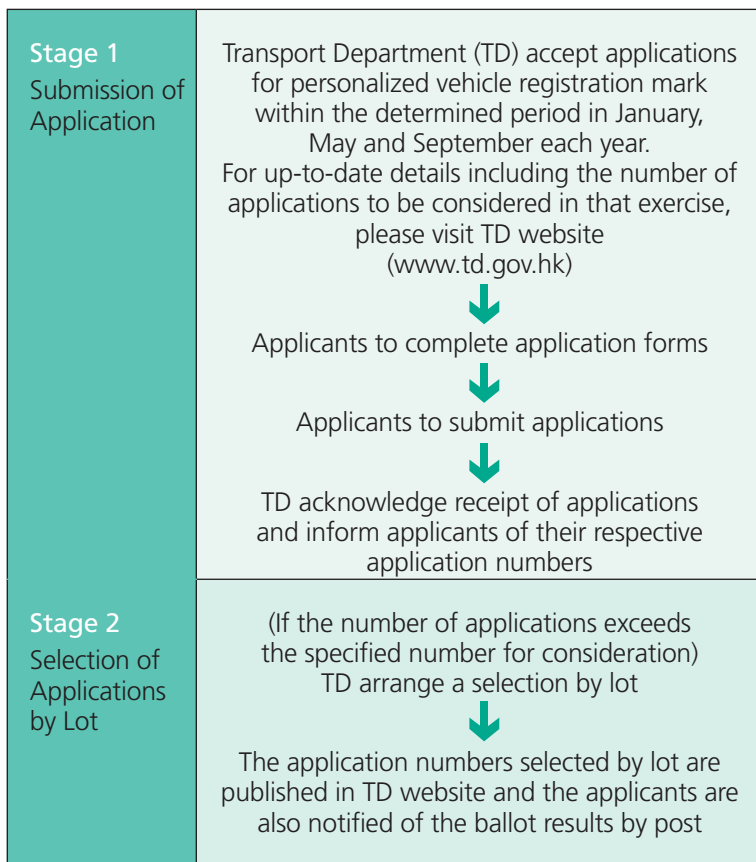 Stage 1
Submission of
Application
Transport Department (TD) accept applications
for personalized vehicle registration mark
within the determined period in January,
May and September each year.
For up-to-date details including the number of
applications to be considered in that exercise,
please visit TD website
(www.td.gov.hk)
Applicants to complete application forms
Applicants to submit applications
TD acknowledge receipt of applications
and inform applicants of their respective
application numbers
Stage 2
Selection of
Applications
by Lot
(If the number of applications exceeds
the specified number for consideration)
TD arrange a selection by lot
The application numbers selected by lot are
published in TD website and the applicants are
also notified of the ballot results by post